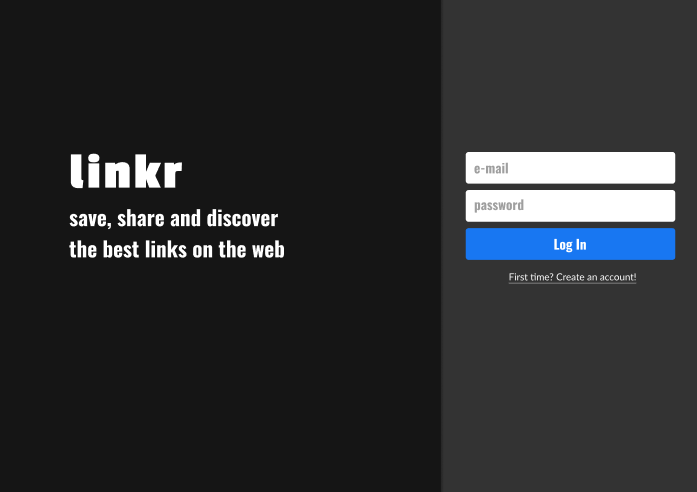 linkr
save, share and discover
the best links on the web
e-mail
password
Log In
First time? Create an account!